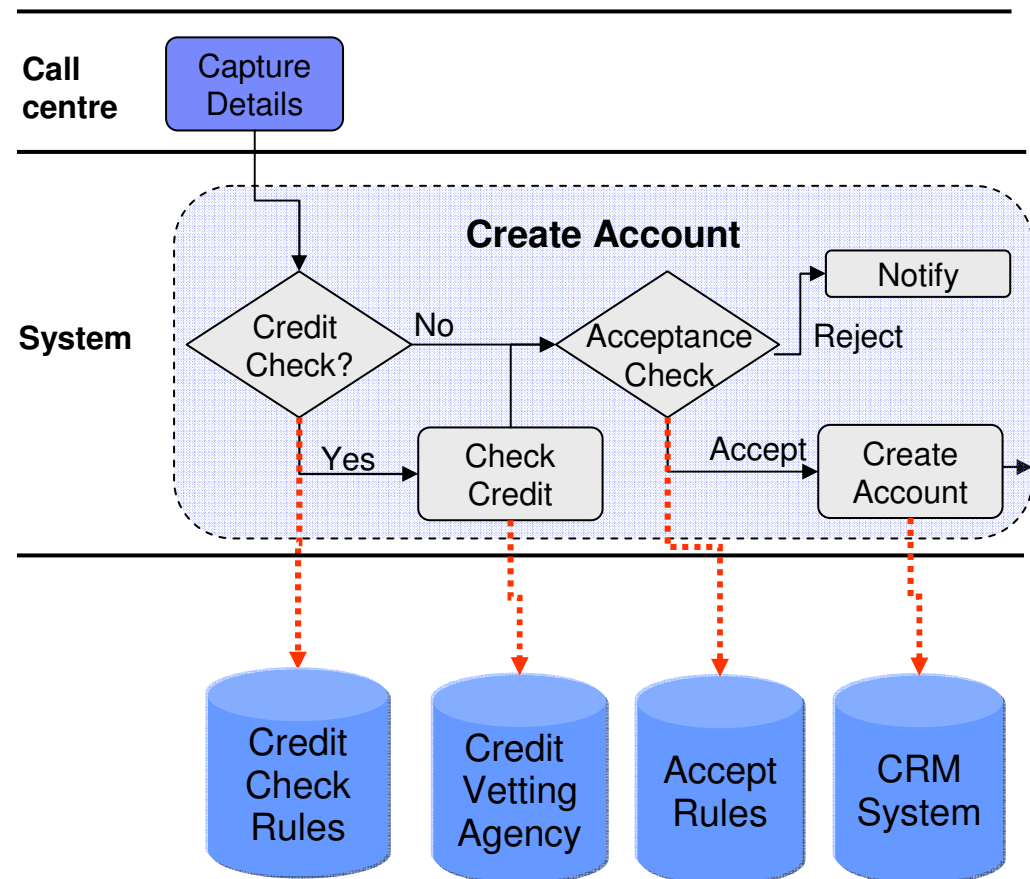 Call
centre
Capture
Details
Create Account
System
Credit
Check?
No
Acceptance
Check
Notify
Reject
Yes
Check
Credit
Accept
Create
Account
Credit
Check
Rules
Credit
Vetting
Agency
Accept
Rules
CRM
System